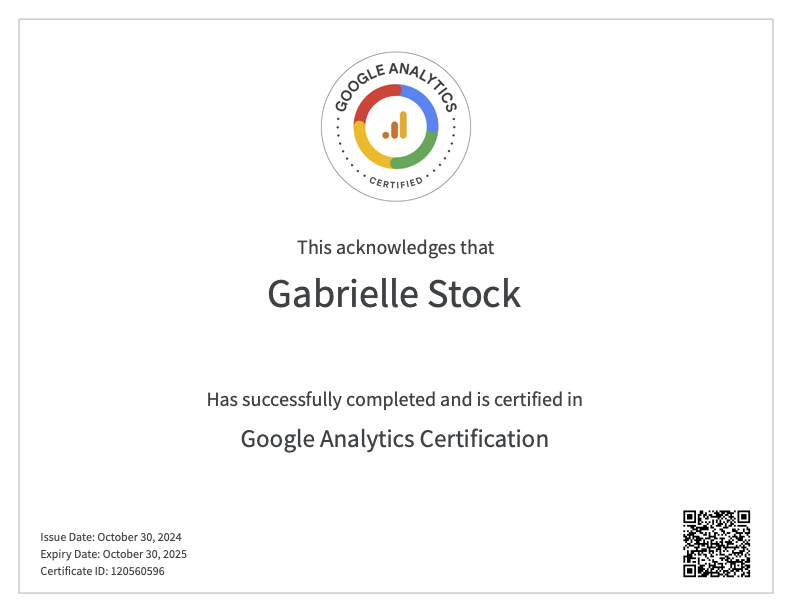 GOOGLE ANALYTICS
CERTIFIED
This acknowledges that
Gabrielle Stock
Has successfully completed and is certified in
Google Analytics Certification
Issue Date: October 30, 2024
Expiry Date: October 30, 2025
Certificate ID: 120560596